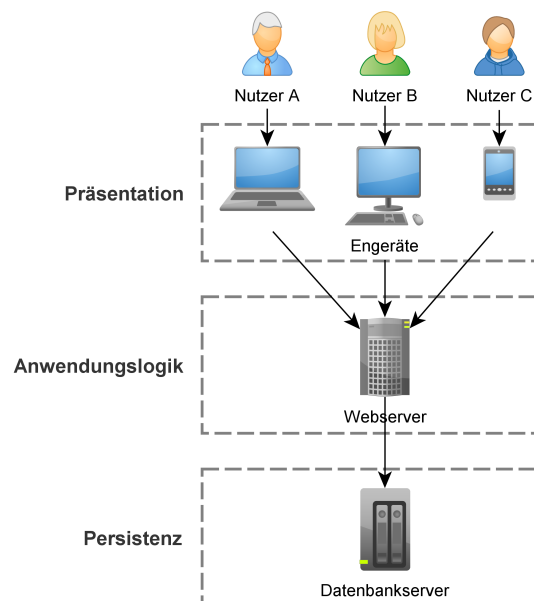 Nutzer A
Nutzer B
Nutzer C
Präsentation
Engeräte
Anwendungslogik
Webserver
Persistenz
Datenbankserver